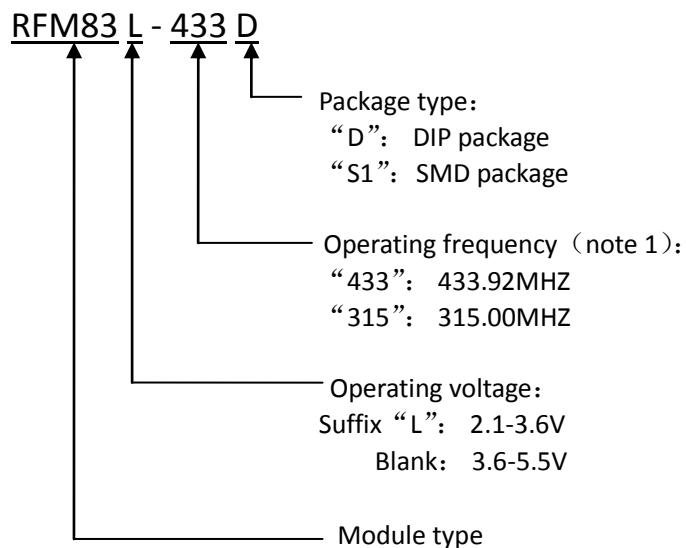 RFM83 L - 433 D
Package type：
“D”： DIP package
“S1”： SMD package
Operating frequency（note 1）：
“433”： 433.92MHZ
“315”： 315.00MHZ
Operating voltage：
Suffix “L”： 2.1-3.6V
Blank： 3.6-5.5V
Module type